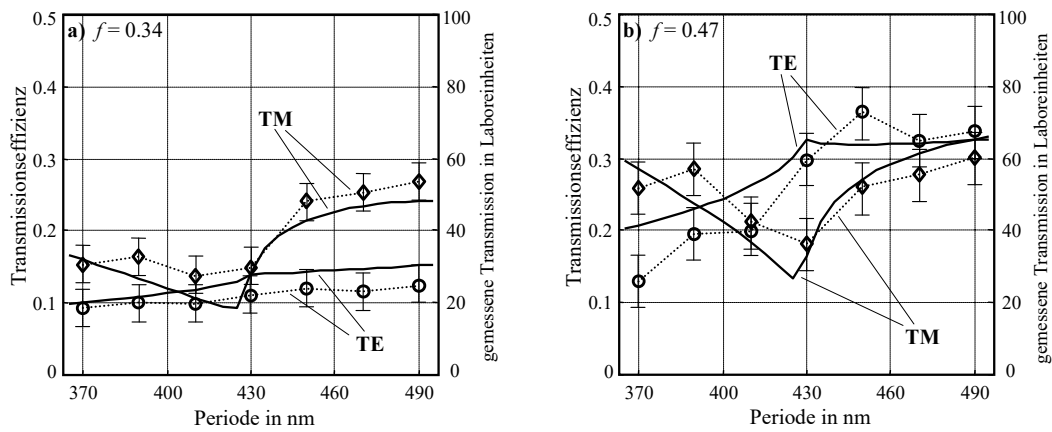 a) f = 0.34
0.5
0.4
0.3
0.2
0.1
0
Transmissionseffizienz
TM
TE
100
80
60
40
20
0
gemessene Transmission in Laboreinheiten
370 400 430 460 490
Periode in nm
b) f = 0.47
0.5
0.4
0.3
0.2
0.1
0
Transmissionseffizienz
TE
TM
100
80
60
40
20
0
gemessene Transmission in Laboreinheiten
370 400 430 460 490
Periode in nm